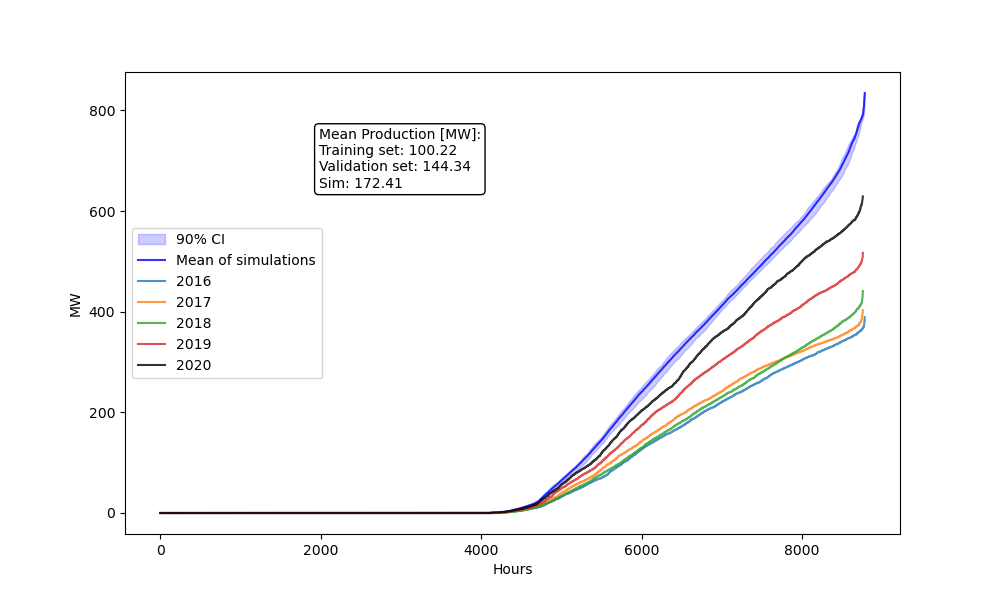 Mean Production [MW]:
Training set: 100.22
Validation set: 144.34
Sim: 172.41
90% CI
Mean of simulations
2016
2017
2018
2019
2020
MW
800
600
400
200
0
0
2000
4000
6000
8000
Hours